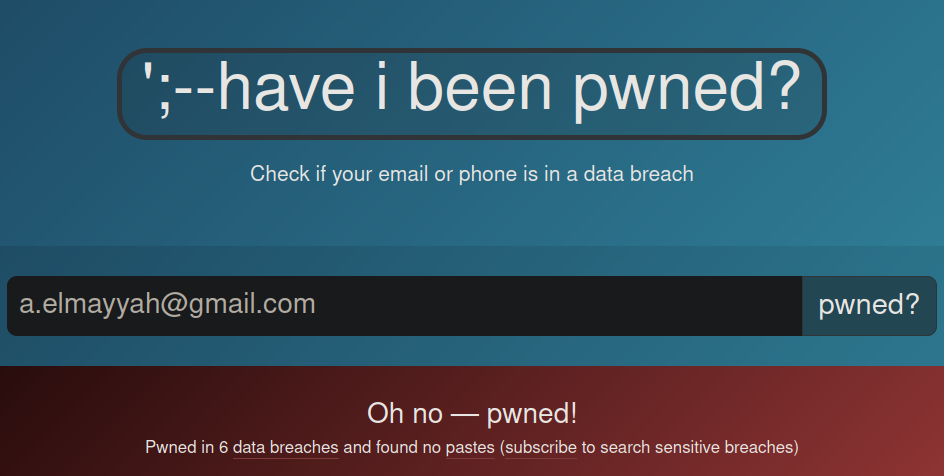 ';--have i been pwned?
Check if your email or phone is in a data breach
a.elmayyah@gmail.com pwned?
Oh no — pwned!
Pwned in 6 data breaches and found no pastes (subscribe to search sensitive breaches)